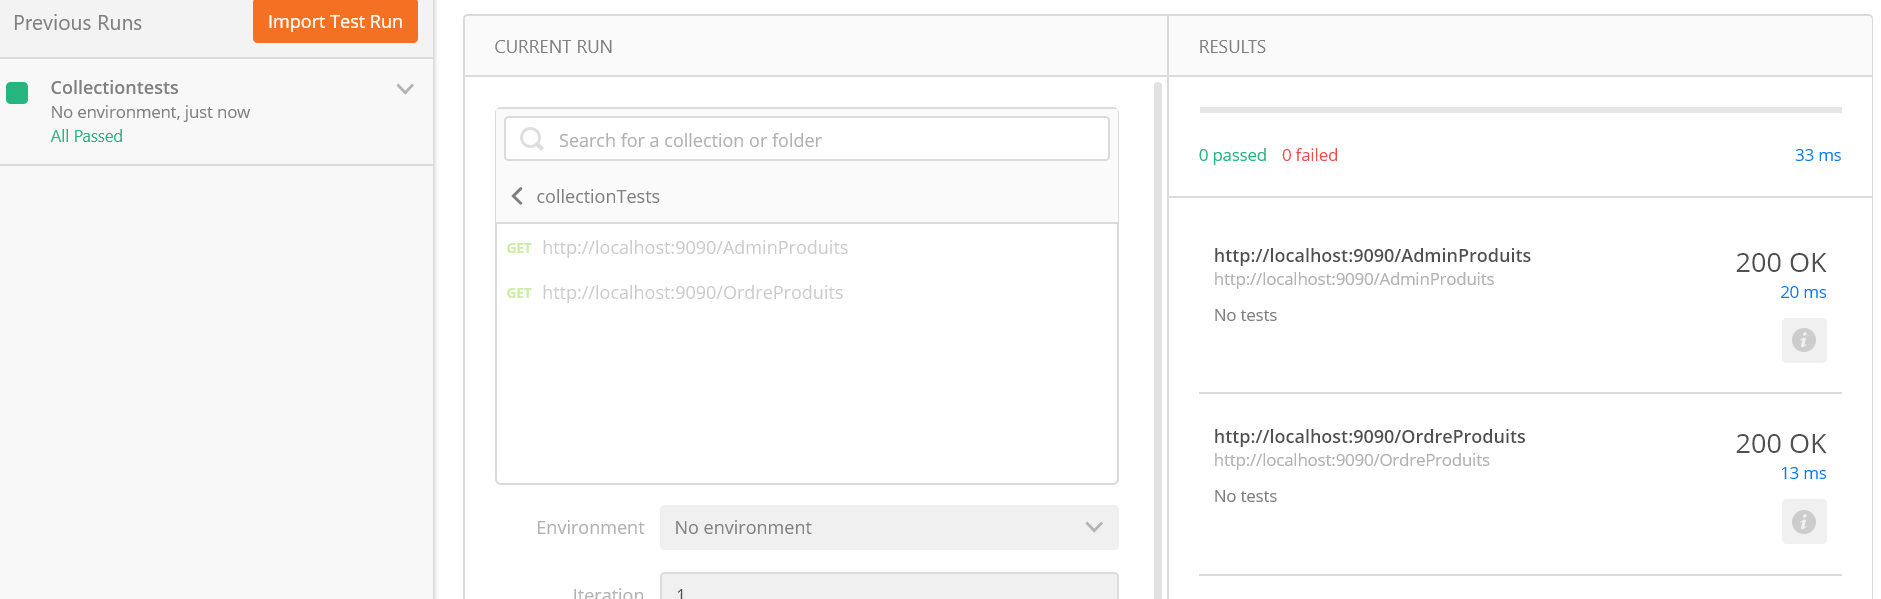 Previous Runs
Import Test Run
Collectiontests
No environment, just now
All Passed
CURRENT RUN
Search for a collection or folder
collectionTests
GET http://localhost:9090/AdminProduits
GET http://localhost:9090/OrdreProduits
Environment
No environment
Iteration
1
RESULTS
0 passed 0 failed
33 ms
http://localhost:9090/AdminProduits
http://localhost:9090/AdminProduits
200 OK
20 ms
No tests
http://localhost:9090/OrdreProduits
http://localhost:9090/OrdreProduits
200 OK
13 ms
No tests